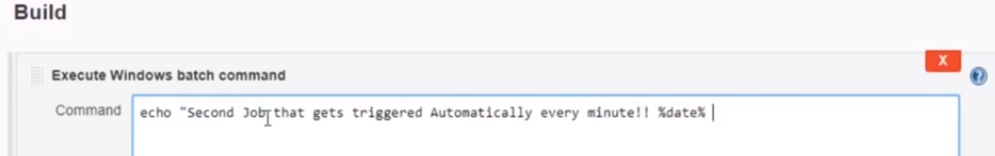 Build
X
Execute Windows batch command
Command
echo "Second Job that gets triggered Automatically every minute!! %date%